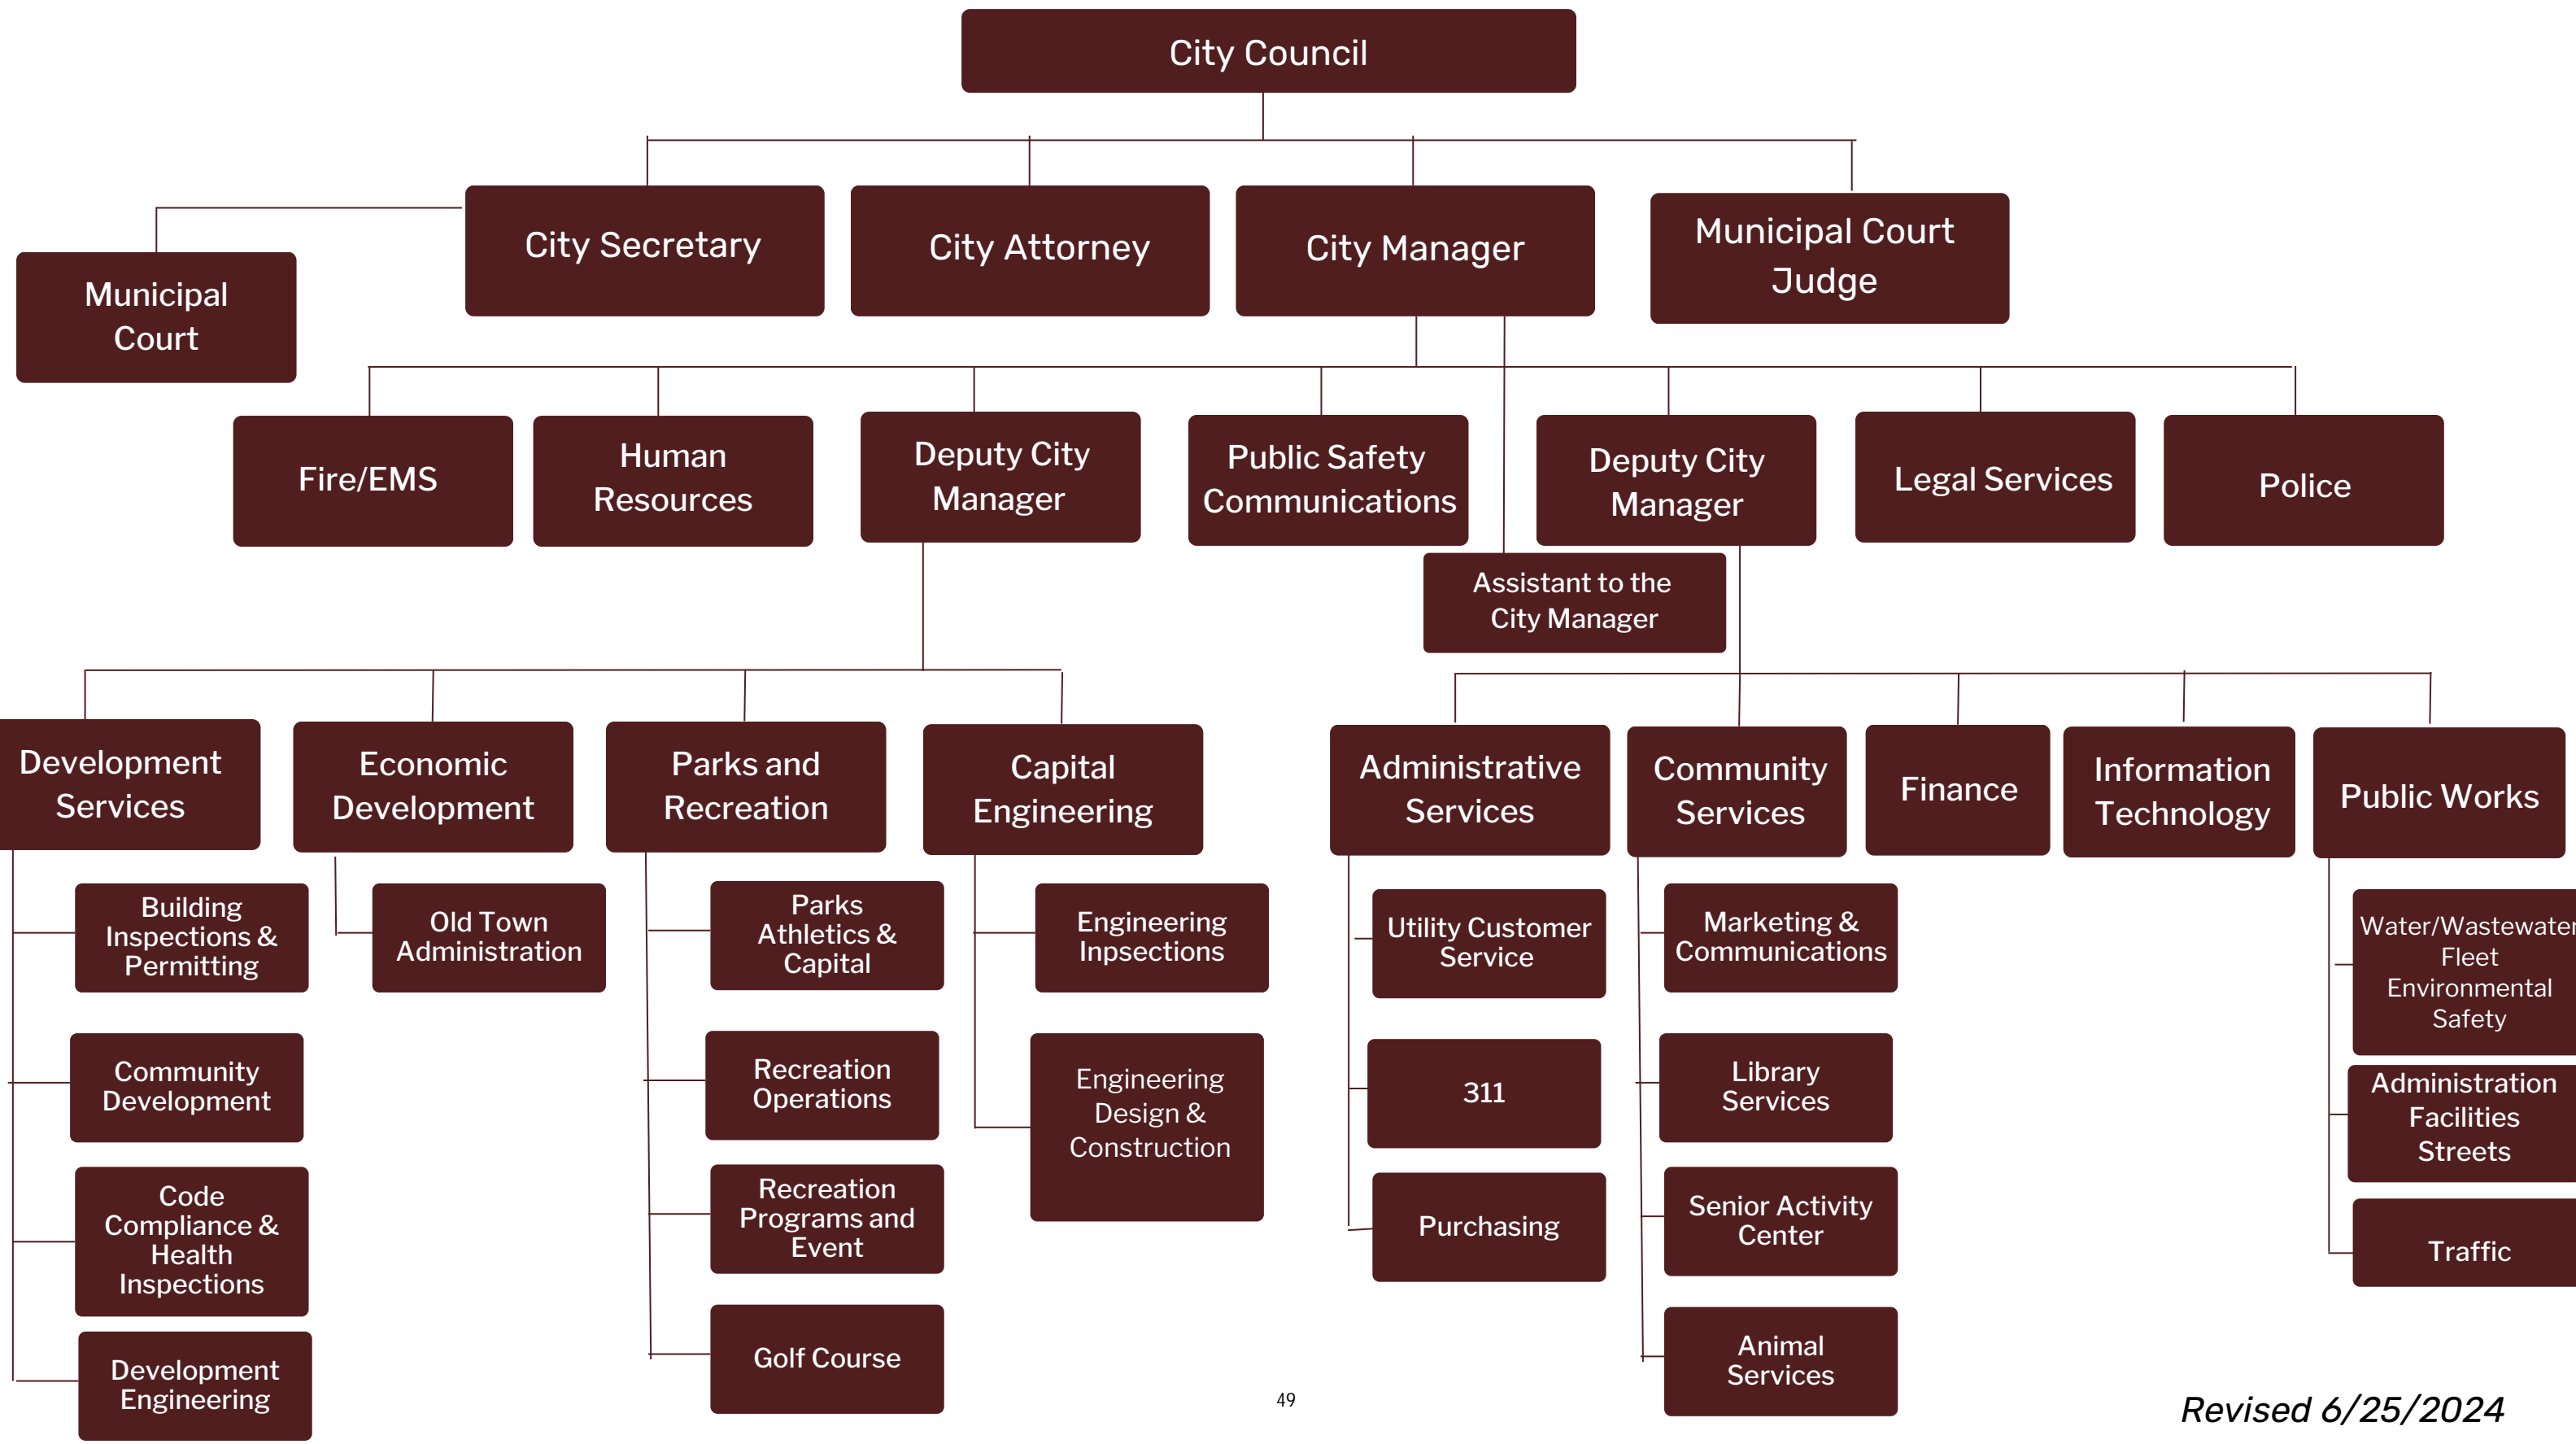 City Council
City Secretary
City Attorney
City Manager
Municipal Court
Judge
Municipal
Court
Fire/EMS
Human
Resources
Deputy City
Manager
Public Safety
Communications
Deputy City
Manager
Legal Services
Police
Assistant to the
City Manager
Development
Services
Economic
Development
Parks and
Recreation
Capital
Engineering
Administrative
Services
Community
Services
Finance
Information
Technology
Public Works
Building
Inspections &
Permitting
Community
Development
Code
Compliance &
Health
Inspections
Development
Engineering
Old Town
Administration
Parks
Athletics &
Capital
Recreation
Operations
Recreation
Programs and
Event
Golf Course
Engineering
Inpsections
Engineering
Design &
Construction
Utility Customer
Service
311
Purchasing
Marketing &
Communications
Library
Services
Senior Activity
Center
Animal
Services
Water/Wastewater
Fleet
Environmental
Safety
Administration
Facilities
Streets
Traffic
49
Revised 6/25/2024